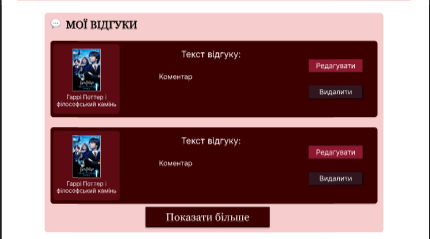 МОЇ ВІДГУКИ
Текст відгуку:
Коментар
Редагувати
Видалити
Гаррі Поттер і
філософський камінь
Текст відгуку:
Коментар
Редагувати
Видалити
Гаррі Поттер і
філософський камінь
Показати більше